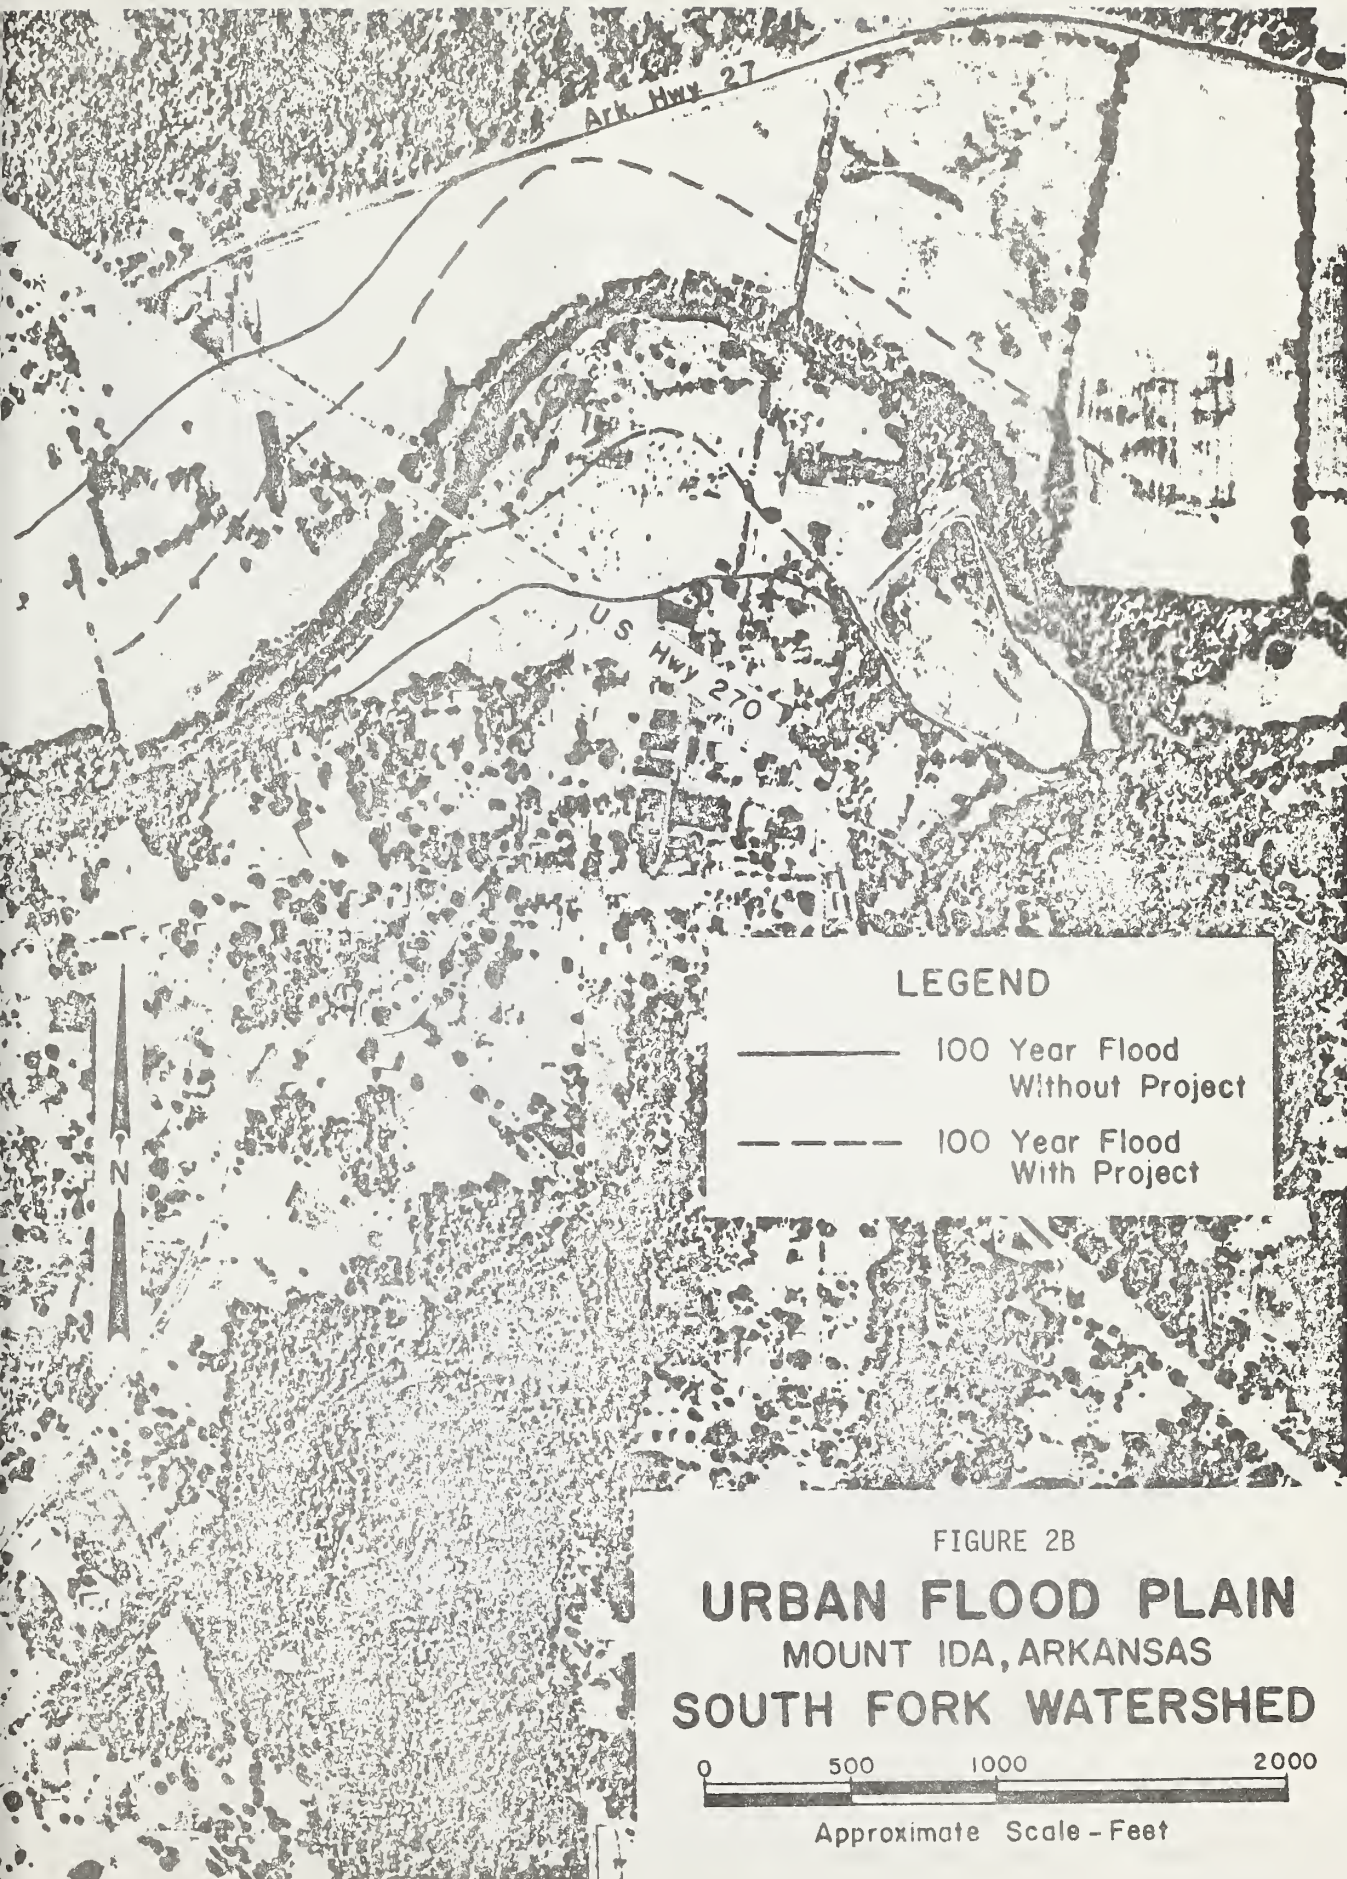 Ark. Hwy. 27
US Hwy 270
LEGEND
100 Year Flood
Without Project
100 Year Flood
With Project
N
FIGURE 2B
URBAN FLOOD PLAIN
MOUNT IDA, ARKANSAS
SOUTH FORK WATERSHED
0 500 1000 2000
Approximate Scale - Feet